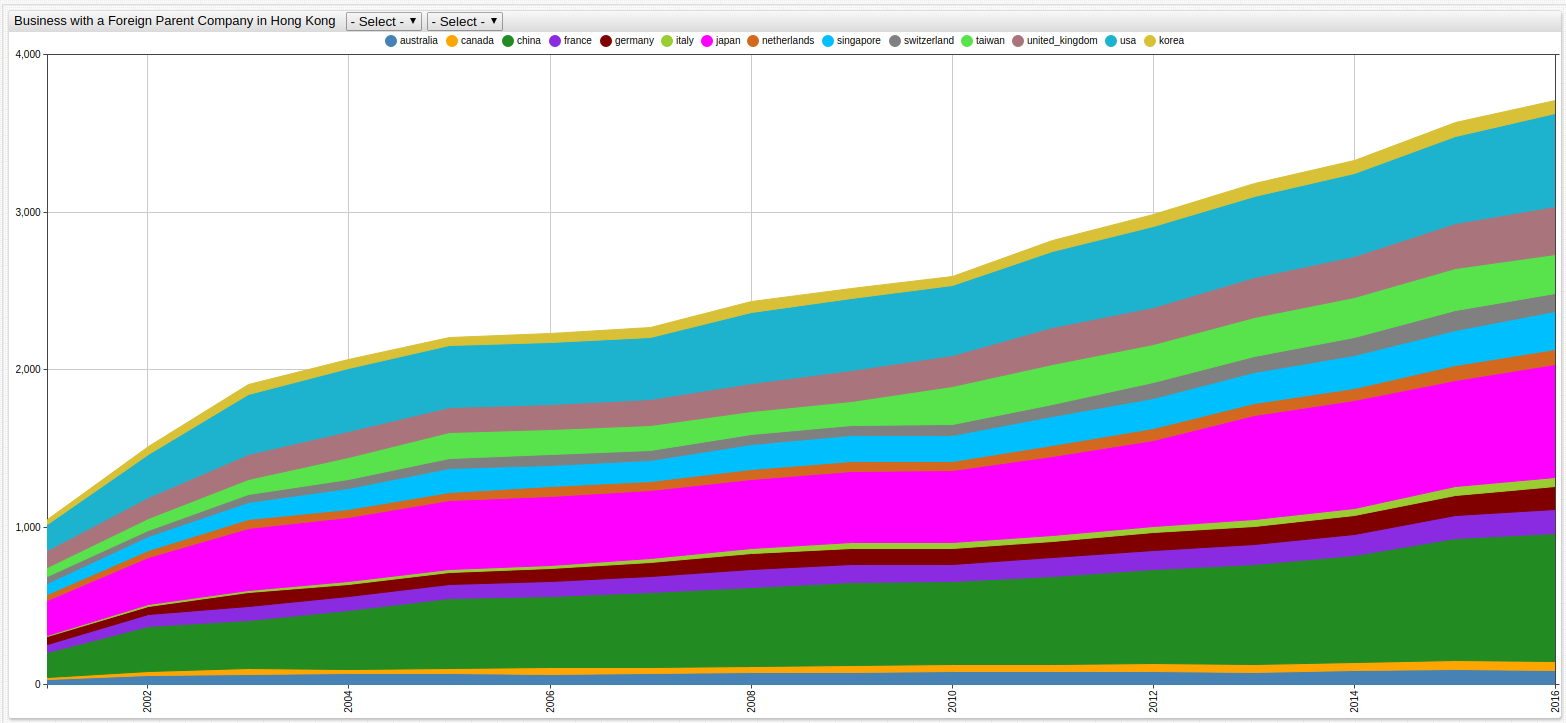 Business with a Foreign Parent Company in Hong Kong - Select - - Select -
australia canada china france germany italy japan netherlands singapore switzerland taiwan united_kingdom usa korea
4,000
3,000
2,000
1,000
0
2002 2004 2006 2008 2010 2012 2014 2016